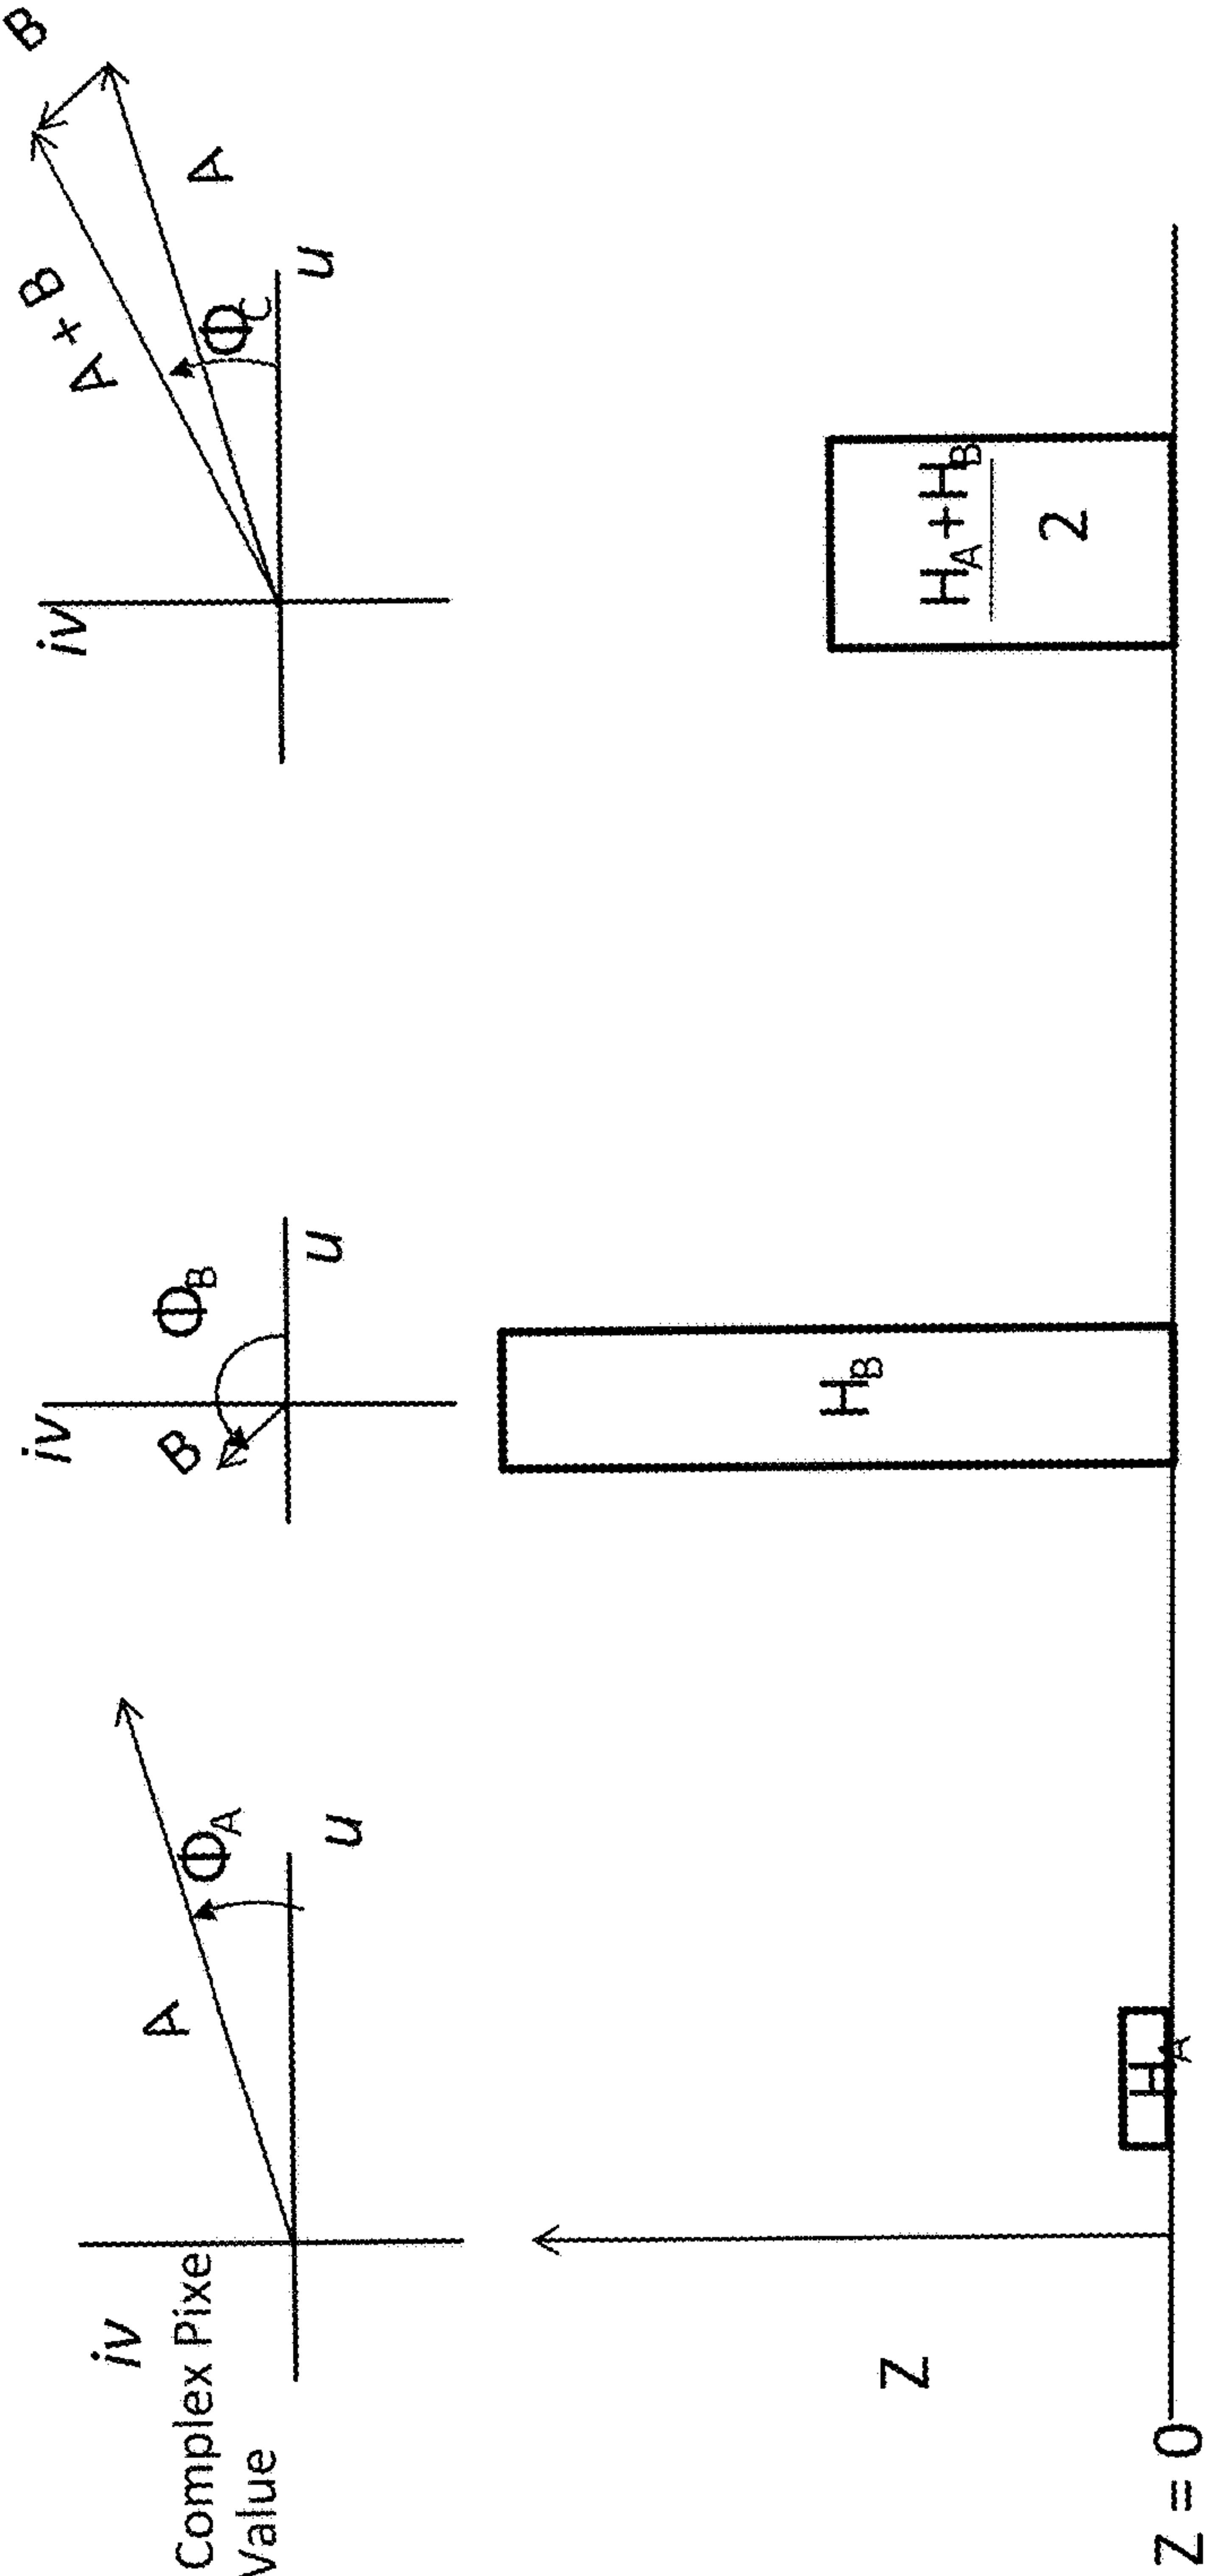 iv
Complex Pixe
Value
A
Φ_A
u
iv
B
Φ_B
u
iv
A + B
B
A
Φ_C
u
Z
H_A
H_B
H_A+H_B
2
Z = 0